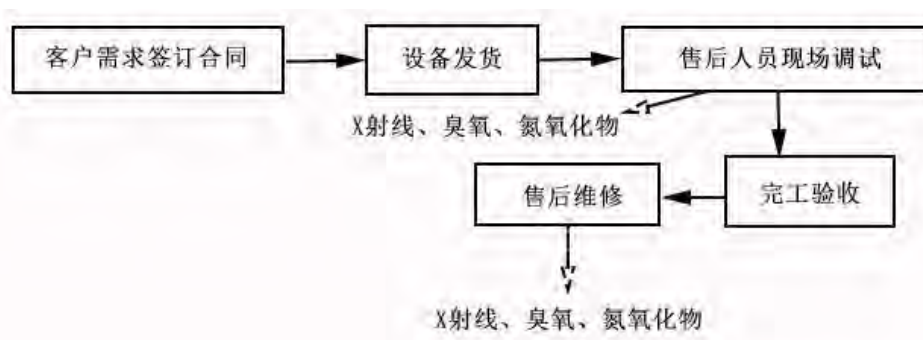 客户需求签订合同
设备发货
售后人员现场调试
X射线、臭氧、氮氧化物
售后维修
完工验收
X射线、臭氧、氮氧化物